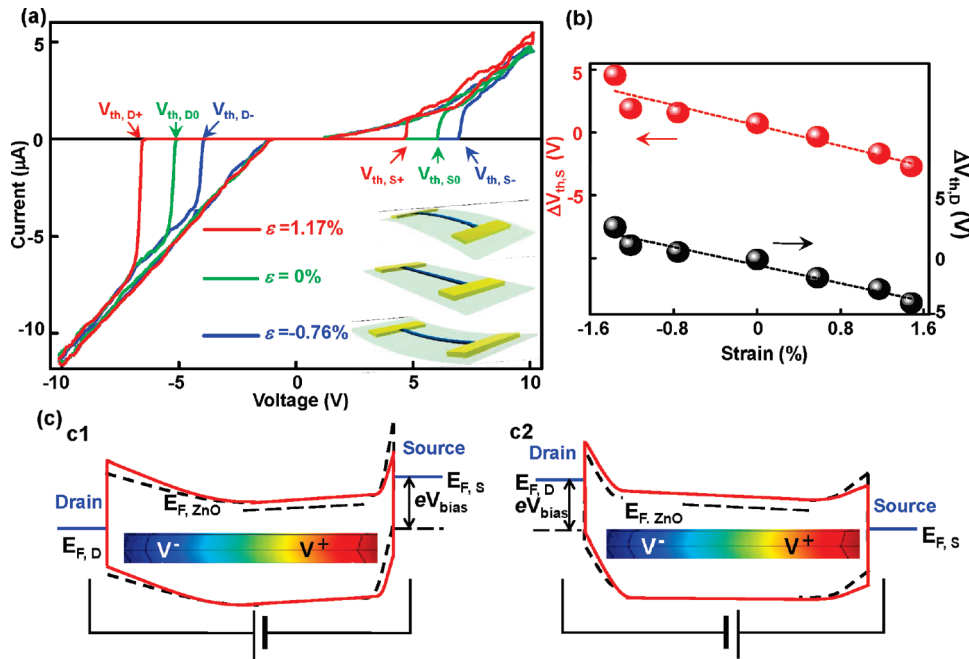 (a)
5
0
-5
-10
Current (μA)
-10
-5
0
5
10
Voltage (V)
V_th, D+
V_th, D0
V_th, D-
V_th, S+
V_th, S0
V_th, S-
ε=1.17%
ε=0%
ε=-0.76%
(b)
5
0
-5
ΔV_th,S (V)
5
0
-5
ΔV_th,D (V)
-1.6
-0.8
0
0.8
1.6
Strain (%)
(c)
c1
Drain
Source
E_F, ZnO
E_F, S
eV_bias
E_F, D
V⁻
V⁺
c2
Drain
Source
E_F, D
eV_bias
E_F, ZnO
E_F, S
V⁻
V⁺